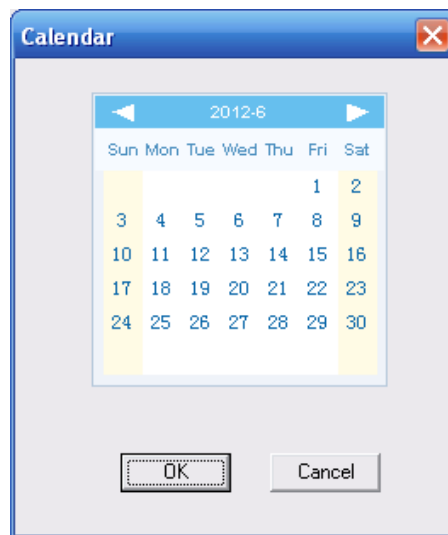 Calendar
2012-6
Sun Mon Tue Wed Thu Fri Sat
1 2
3 4 5 6 7 8 9
10 11 12 13 14 15 16
17 18 19 20 21 22 23
24 25 26 27 28 29 30
OK Cancel